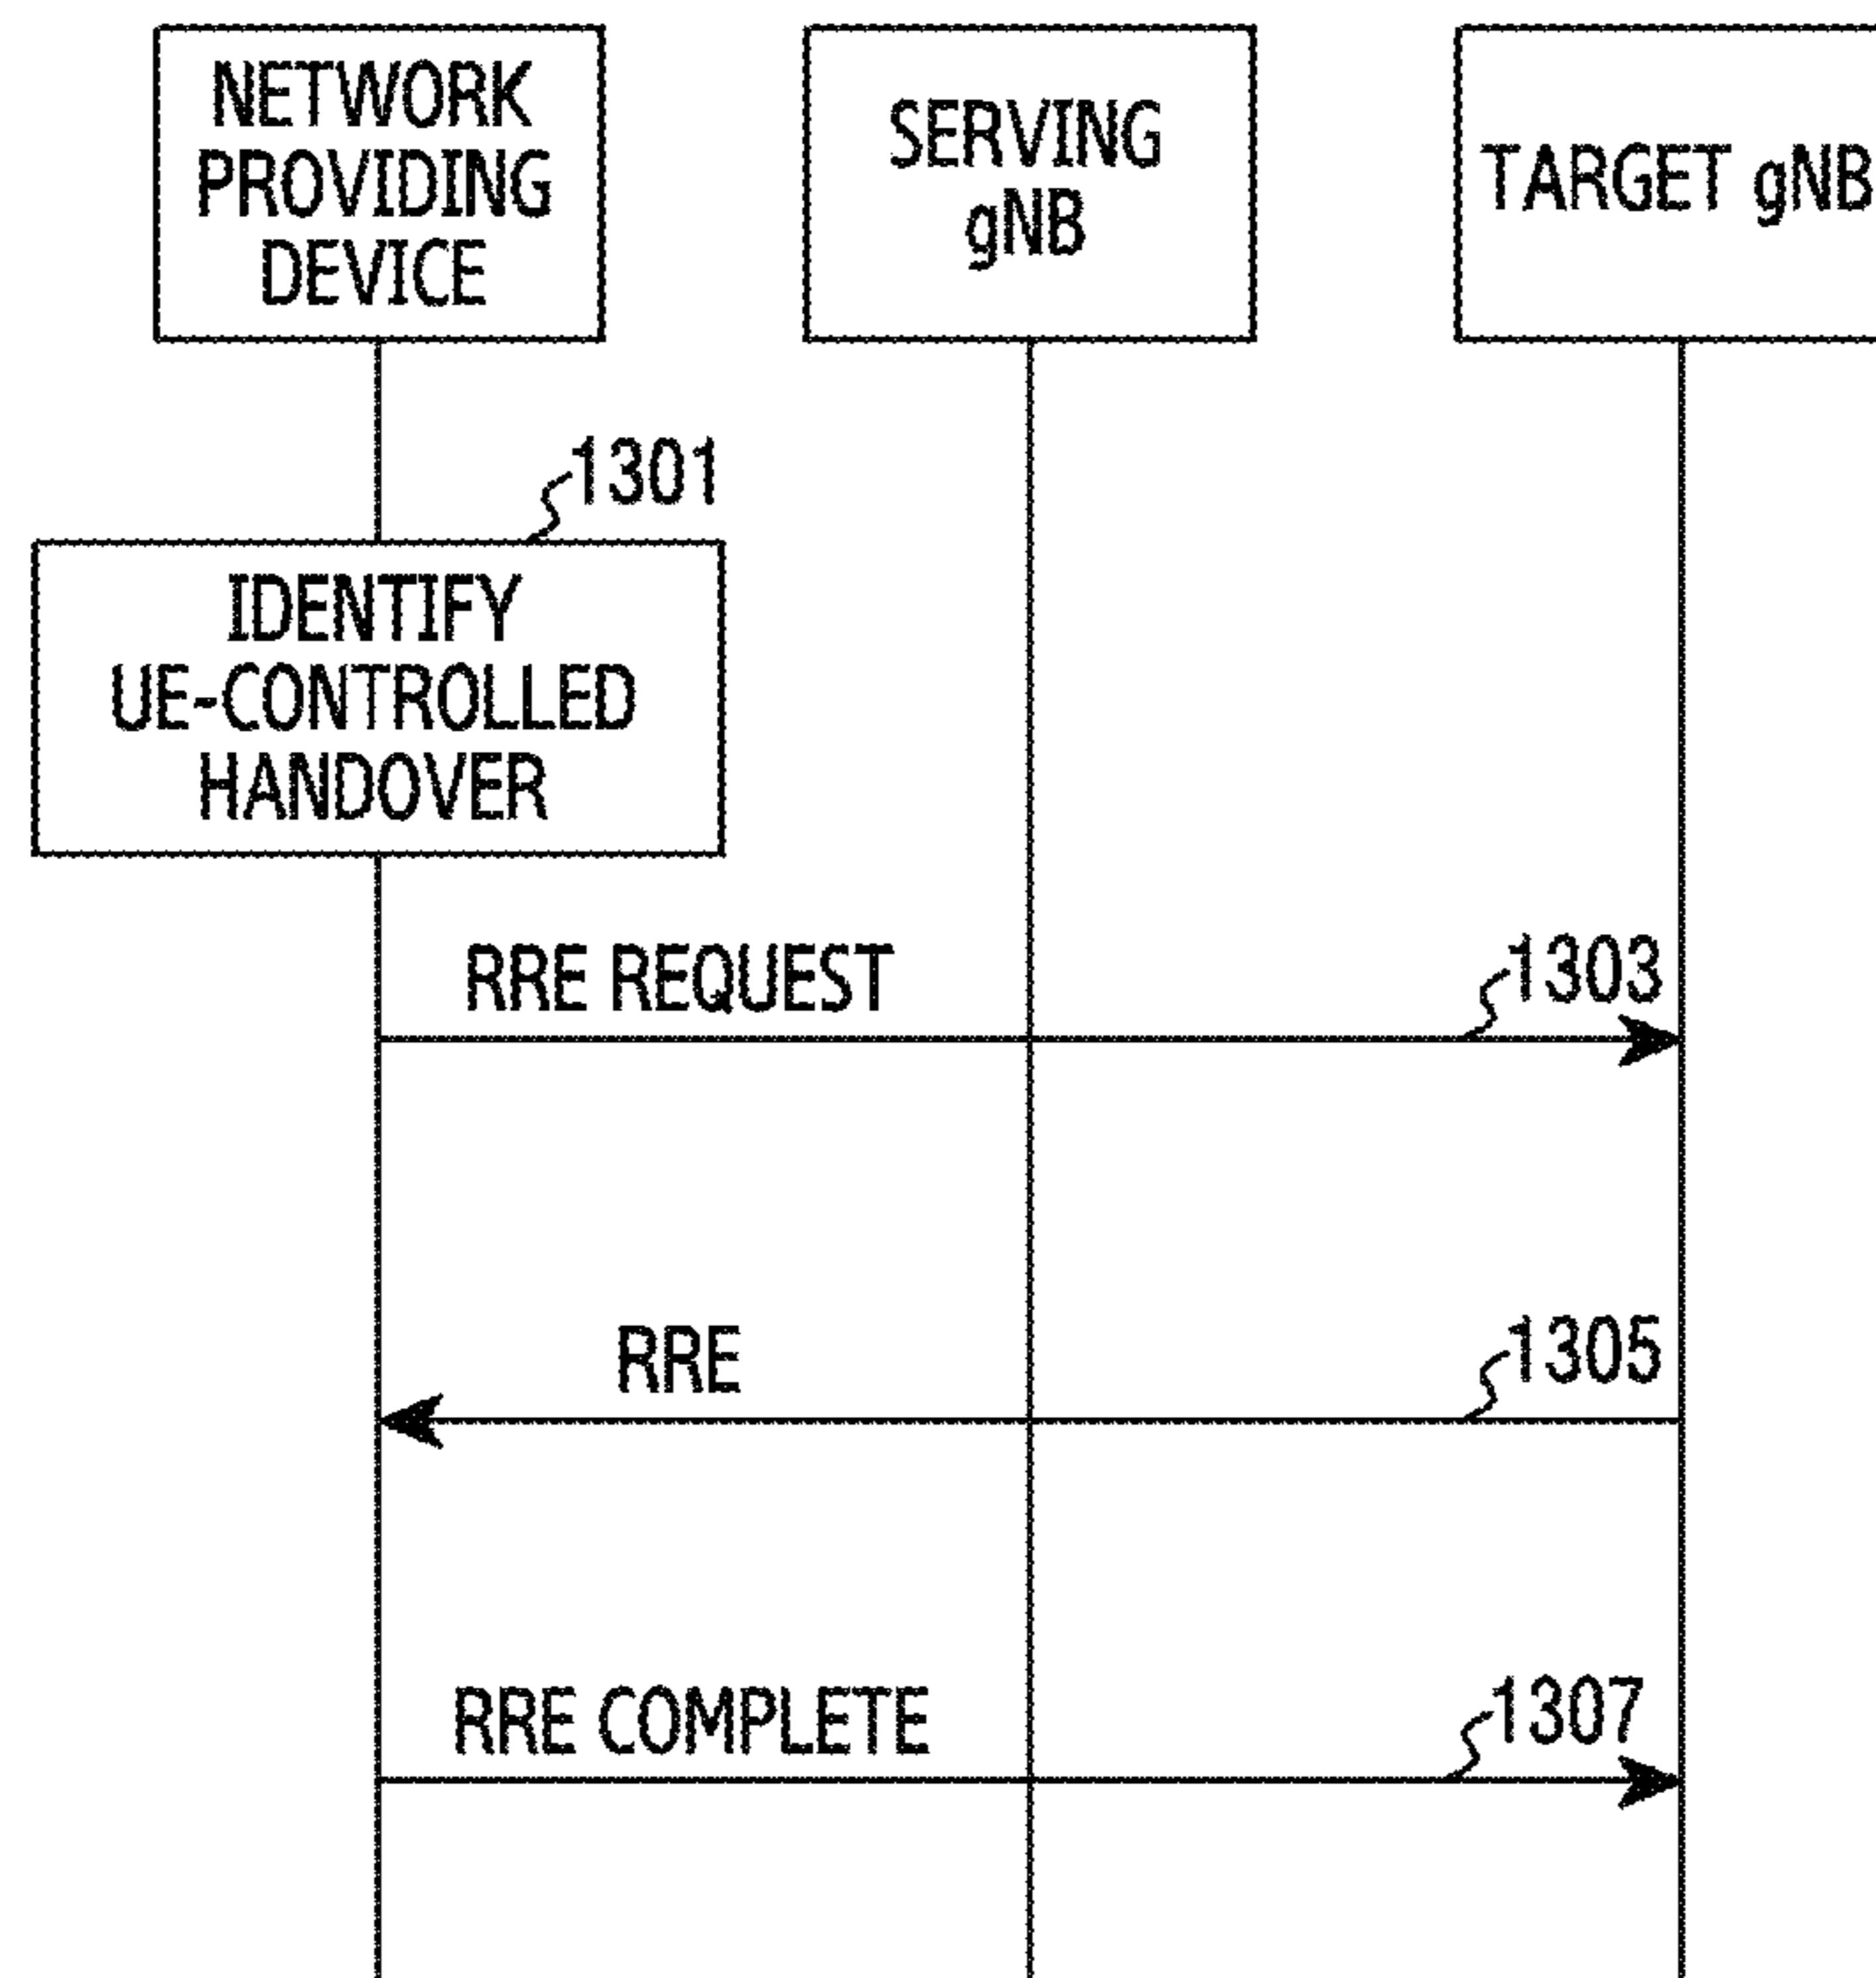 NETWORK
PROVIDING
DEVICE
SERVING
gNB
TARGET gNB
1301
IDENTIFY
UE-CONTROLLED
HANDOVER
RRE REQUEST
1303
RRE
1305
RRE COMPLETE
1307